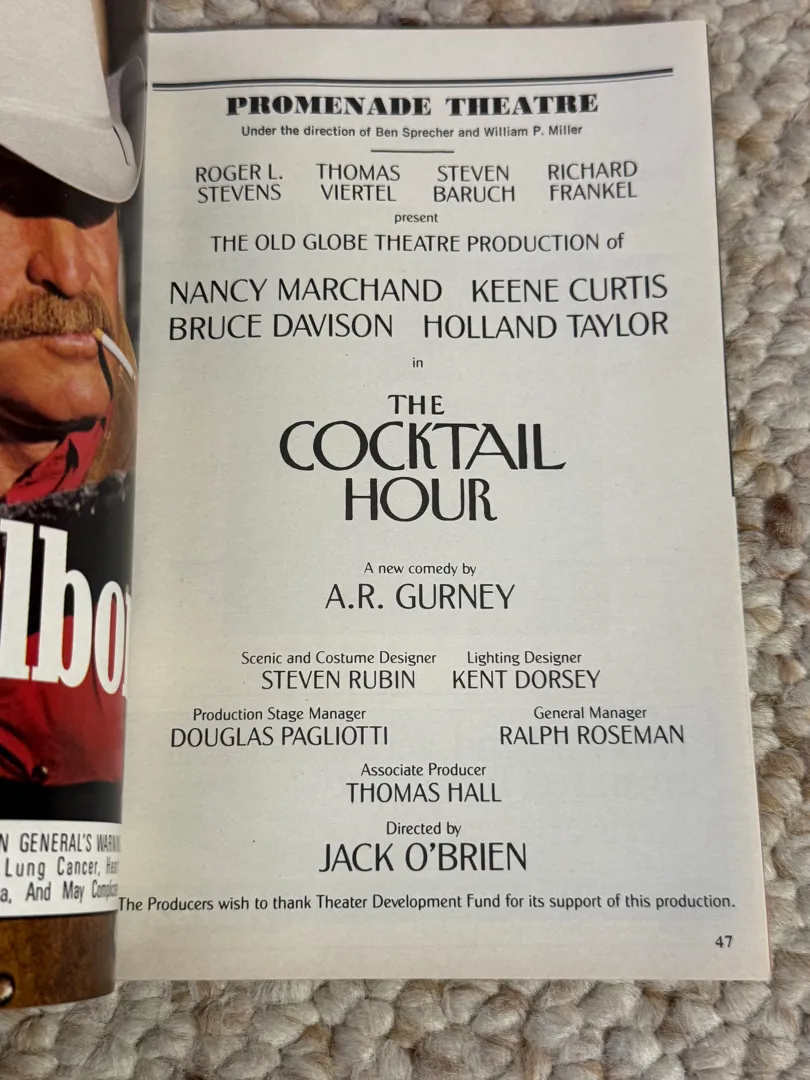 PROMENADE THEATRE
Under the direction of Ben Sprecher and William P. Miller
ROGER L. STEVENS
THOMAS VIERTEL
STEVEN BARUCH
RICHARD FRANKEL
present
THE OLD GLOBE THEATRE PRODUCTION of
NANCY MARCHAND KEENE CURTIS
BRUCE DAVISON HOLLAND TAYLOR
in
THE
COCKTAIL
HOUR
A new comedy by
A.R. GURNEY
Scenic and Costume Designer
STEVEN RUBIN
Lighting Designer
KENT DORSEY
Production Stage Manager
DOUGLAS PAGLIOTTI
General Manager
RALPH ROSEMAN
Associate Producer
THOMAS HALL
Directed by
JACK O'BRIEN
The Producers wish to thank Theater Development Fund for its support of this production.
47
lbo
N GENERAL'S WARN
Lung Cancer, Hea
a, And May Complica